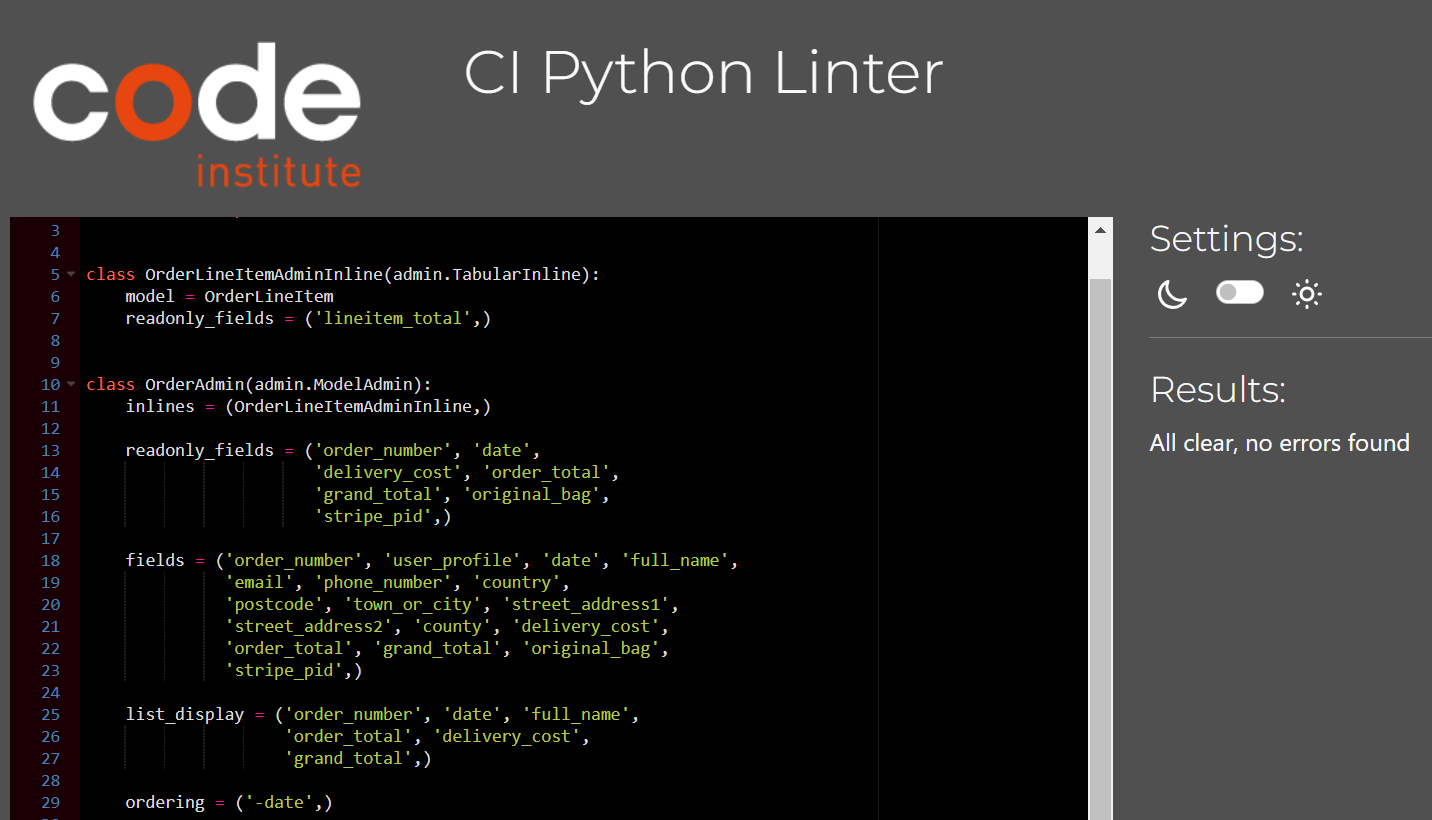 code
institute
CI Python Linter
3
4
5 class OrderLineItemAdminInline(admin.TabularInline):
6     model = OrderLineItem
7     readonly_fields = ('lineitem_total',)
8
9
10 class OrderAdmin(admin.ModelAdmin):
11     inlines = (OrderLineItemAdminInline,)
12
13     readonly_fields = ('order_number', 'date',
14                        'delivery_cost', 'order_total',
15                        'grand_total', 'original_bag',
16                        'stripe_pid',)
17
18     fields = ('order_number', 'user_profile', 'date', 'full_name',
19               'email', 'phone_number', 'country',
20               'postcode', 'town_or_city', 'street_address1',
21               'street_address2', 'county', 'delivery_cost',
22               'order_total', 'grand_total', 'original_bag',
23               'stripe_pid',)
24
25     list_display = ('order_number', 'date', 'full_name',
26                     'order_total', 'delivery_cost',
27                     'grand_total',)
28
29     ordering = ('-date',)
Settings:
Results:
All clear, no errors found